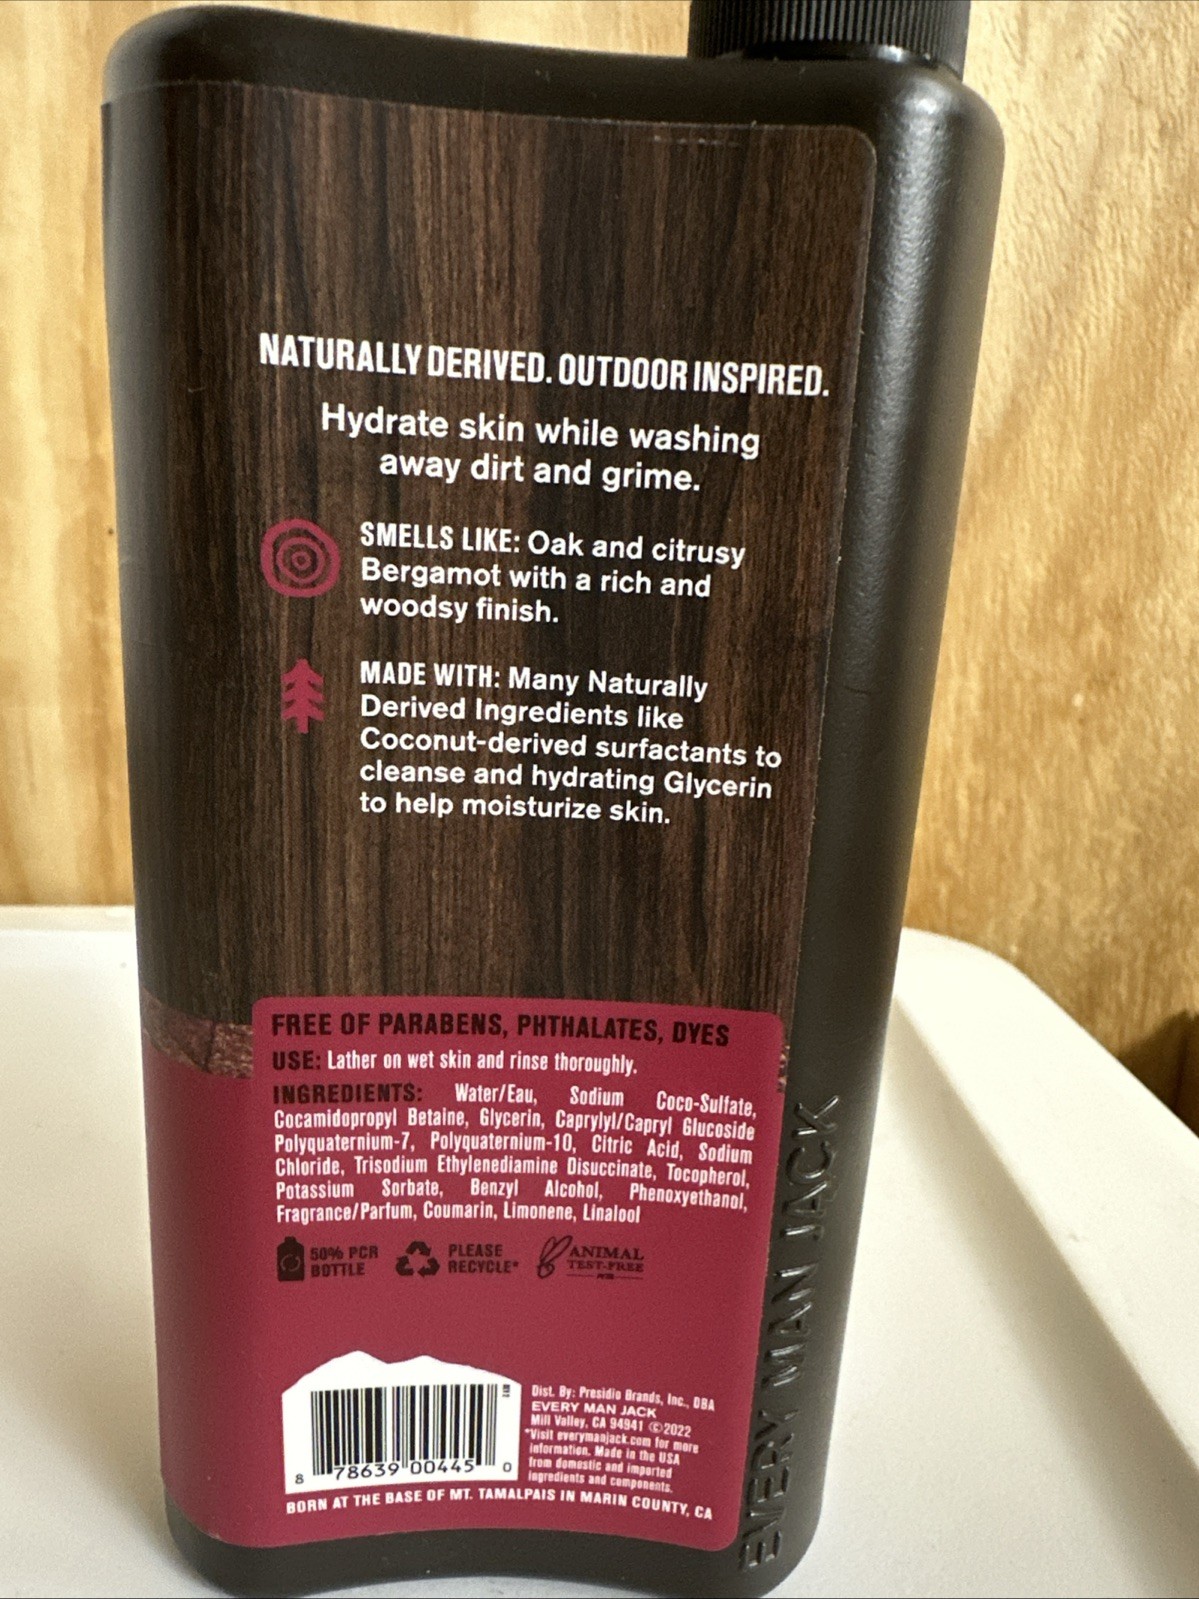 NATURALLY DERIVED. OUTDOOR INSPIRED.
Hydrate skin while washing
away dirt and grime.
SMELLS LIKE: Oak and citrusy
Bergamot with a rich and
woodsy finish.
MADE WITH: Many Naturally
Derived Ingredients like
Coconut-derived surfactants to
cleanse and hydrating Glycerin
to help moisturize skin.
FREE OF PARABENS, PHTHALATES, DYES
USE: Lather on wet skin and rinse thoroughly.
INGREDIENTS: Water/Eau, Sodium Coco-Sulfate,
Cocamidopropyl Betaine, Glycerin, Caprylyl/Capryl Glucoside
Polyquaternium-7, Polyquaternium-10, Citric Acid, Sodium
Chloride, Trisodium Ethylenediamine Disuccinate, Tocopherol,
Potassium Sorbate, Benzyl Alcohol, Phenoxyethanol,
Fragrance/Parfum, Coumarin, Limonene, Linalool
50% PCR
BOTTLE
PLEASE
RECYCLE*
ANIMAL
TEST-FREE
8 78639 00445 0
Dist. By: Presidio Brands, Inc., DBA
EVERY MAN JACK
Mill Valley, CA 94941 ©2022
*Visit everymanjack.com for more
information. Made in the USA
from domestic and imported
ingredients and components.
BORN AT THE BASE OF MT. TAMALPAIS IN MARIN COUNTY, CA
EVERY MAN JACK